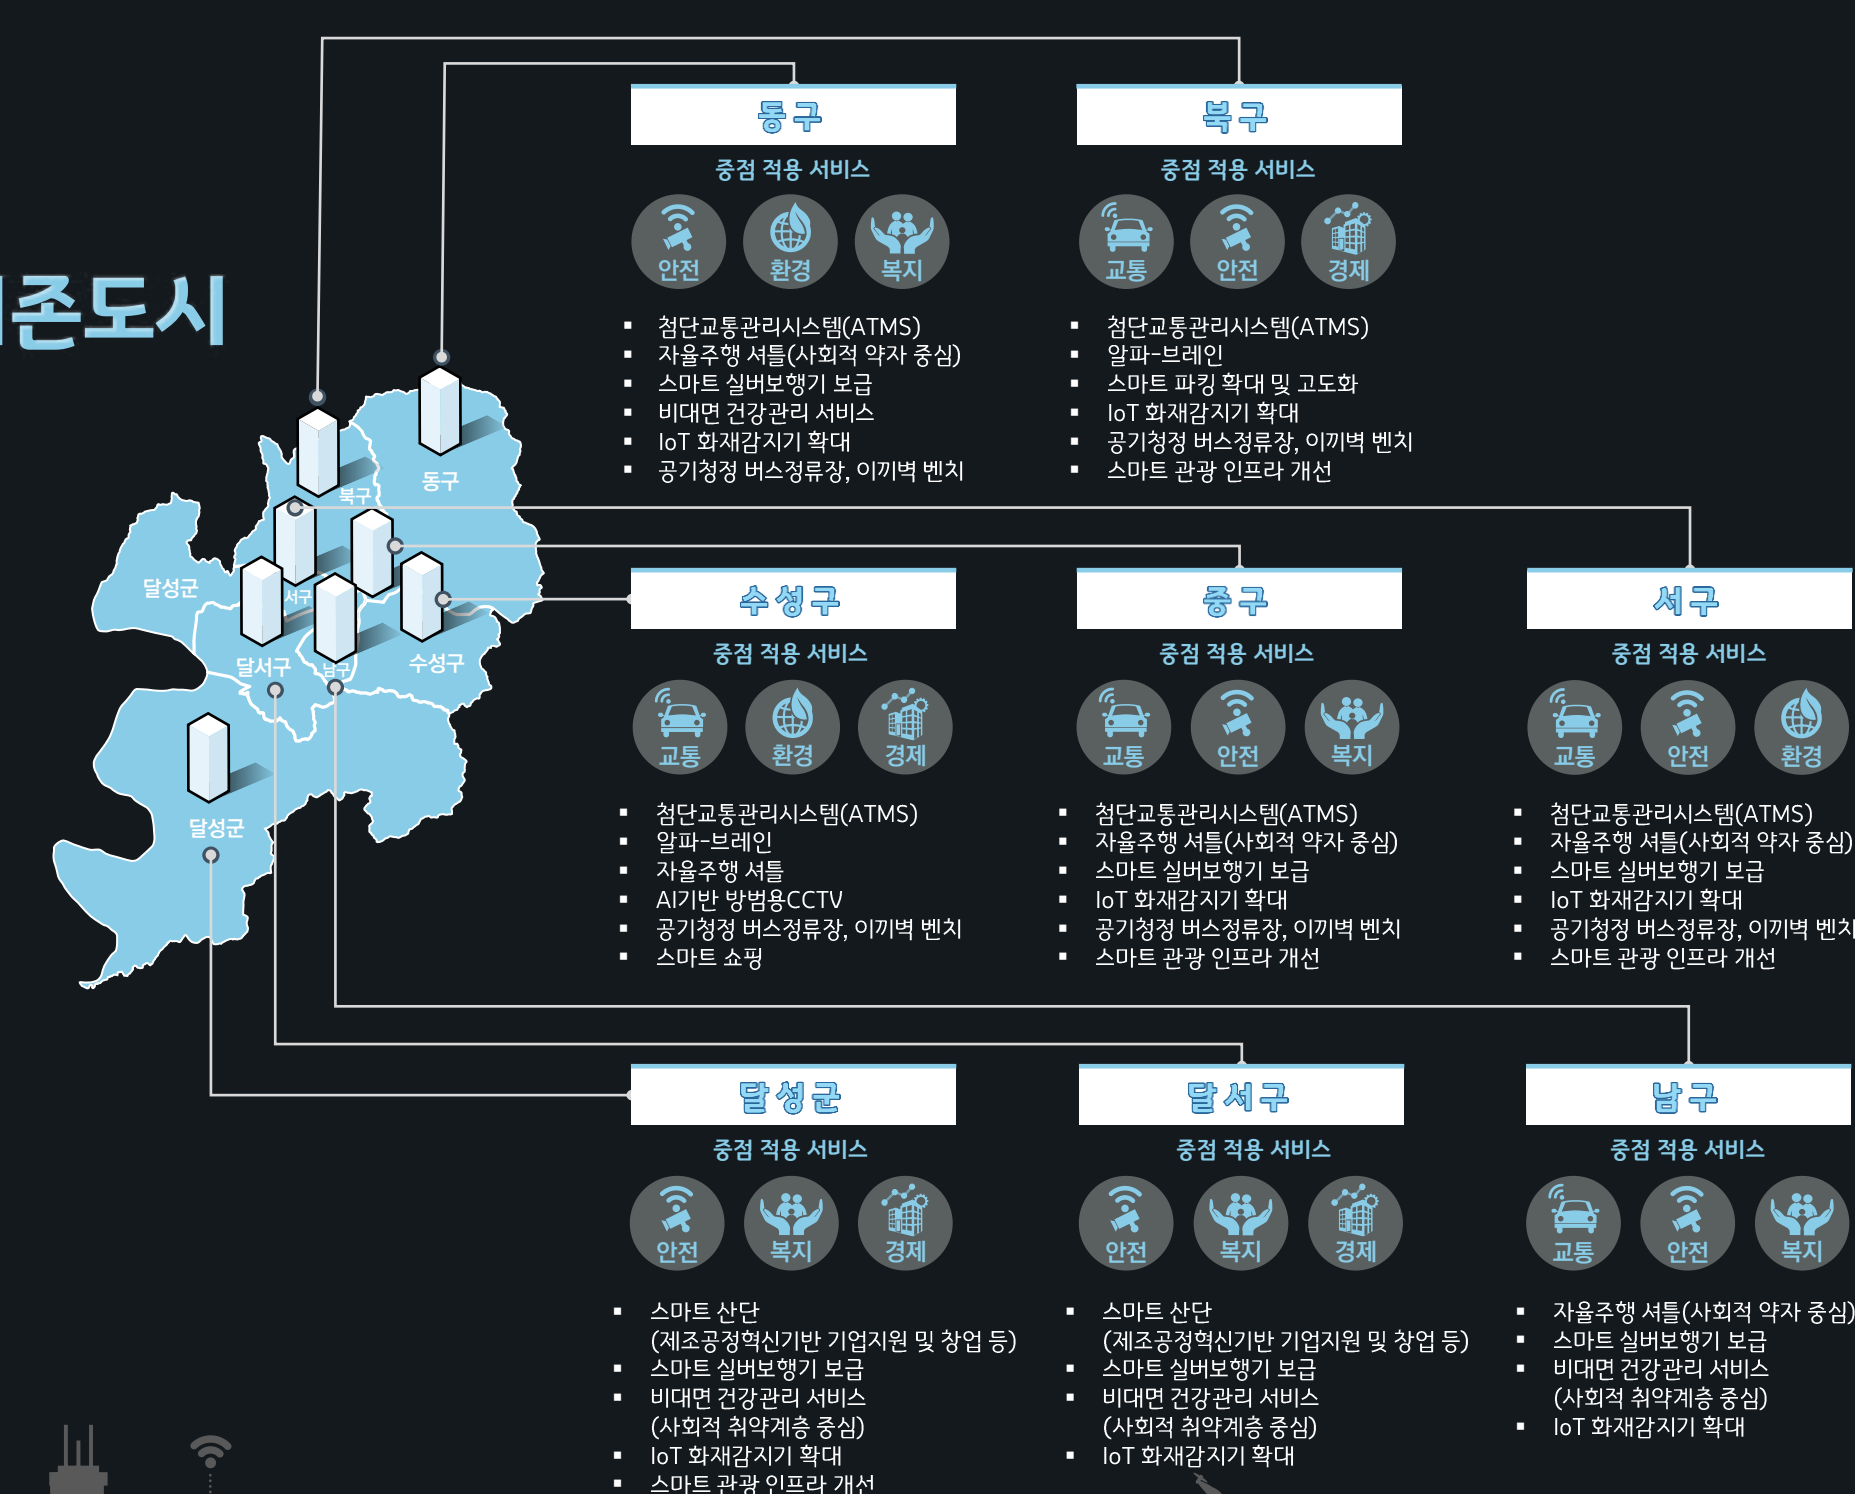 존도시
동구
북구
달성군
서구
달서구
남구
수성구
달성군
동구
중점 적용 서비스
안전 환경 복지
첨단교통관리시스템(ATMS)
자율주행 셔틀(사회적 약자 중심)
스마트 실버보행기 보급
비대면 건강관리 서비스
IoT 화재감지기 확대
공기청정 버스정류장, 이끼벽 벤치
북구
중점 적용 서비스
교통 안전 경제
첨단교통관리시스템(ATMS)
알파-브레인
스마트 파킹 확대 및 고도화
IoT 화재감지기 확대
공기청정 버스정류장, 이끼벽 벤치
스마트 관광 인프라 개선
수성구
중점 적용 서비스
교통 환경 경제
첨단교통관리시스템(ATMS)
알파-브레인
자율주행 셔틀
AI기반 방범용CCTV
공기청정 버스정류장, 이끼벽 벤치
스마트 쇼핑
중구
중점 적용 서비스
교통 안전 복지
첨단교통관리시스템(ATMS)
자율주행 셔틀(사회적 약자 중심)
스마트 실버보행기 보급
IoT 화재감지기 확대
공기청정 버스정류장, 이끼벽 벤치
스마트 관광 인프라 개선
서구
중점 적용 서비스
교통 안전 환경
첨단교통관리시스템(ATMS)
자율주행 셔틀(사회적 약자 중심)
스마트 실버보행기 보급
IoT 화재감지기 확대
공기청정 버스정류장, 이끼벽 벤치
스마트 관광 인프라 개선
달성군
중점 적용 서비스
안전 복지 경제
스마트 산단
(제조공정혁신기반 기업지원 및 창업 등)
스마트 실버보행기 보급
비대면 건강관리 서비스
(사회적 취약계층 중심)
IoT 화재감지기 확대
스마트 관광 인프라 개선
달서구
중점 적용 서비스
안전 복지 경제
스마트 산단
(제조공정혁신기반 기업지원 및 창업 등)
스마트 실버보행기 보급
비대면 건강관리 서비스
(사회적 취약계층 중심)
IoT 화재감지기 확대
남구
중점 적용 서비스
교통 안전 복지
자율주행 셔틀(사회적 약자 중심)
스마트 실버보행기 보급
비대면 건강관리 서비스
(사회적 취약계층 중심)
IoT 화재감지기 확대